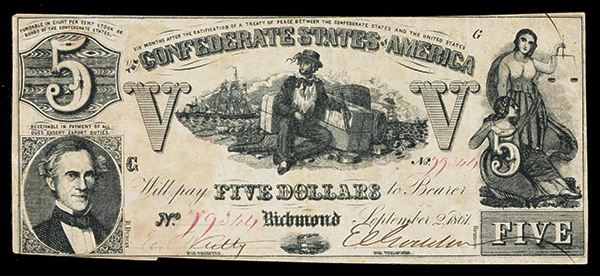 FUNDABLE IN EIGHT PER CENT STOCK OR
BONDS OF THE CONFEDERATE STATES.
SIX MONTHS AFTER THE RATIFICATION OF A TREATY OF PEACE BETWEEN THE CONFEDERATE STATES AND THE UNITED STATES
THE CONFEDERATE STATES OF AMERICA
G
5
V
V
5
RECEIVABLE IN PAYMENT OF ALL
DUES EXCEPT EXPORT DUTIES.
G
No.
Will pay FIVE DOLLARS to Bearer
No 79344 Richmond September 2, 1861.
FIVE
FOR REGISTER
FOR TREASURER